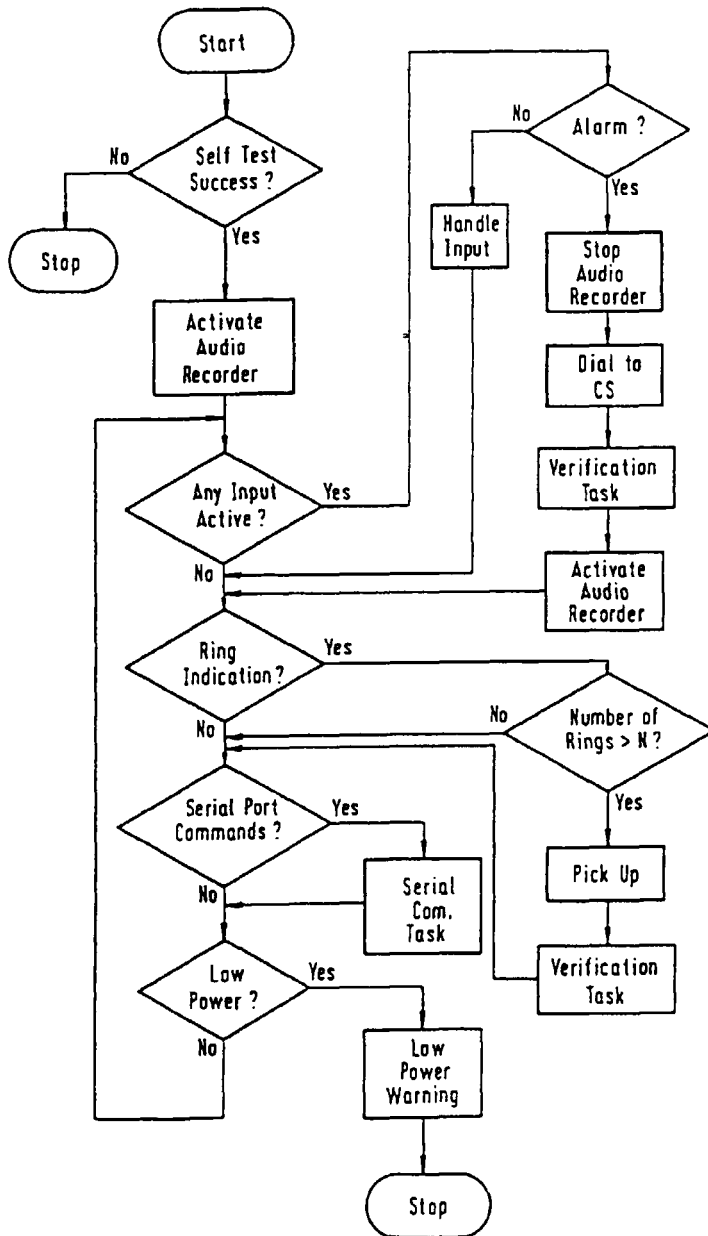 Start
Self Test
Success ?
No
Yes
Stop
Activate
Audio
Recorder
Any Input
Active ?
Yes
No
Alarm ?
No
Yes
Handle
Input
Stop
Audio
Recorder
Dial to
CS
Verification
Task
Activate
Audio
Recorder
Ring
Indication?
Yes
No
Number of
Rings > N ?
No
Yes
Pick Up
Verification
Task
Serial Port
Commands ?
Yes
No
Serial
Com.
Task
Low
Power ?
Yes
No
Low
Power
Warning
Stop